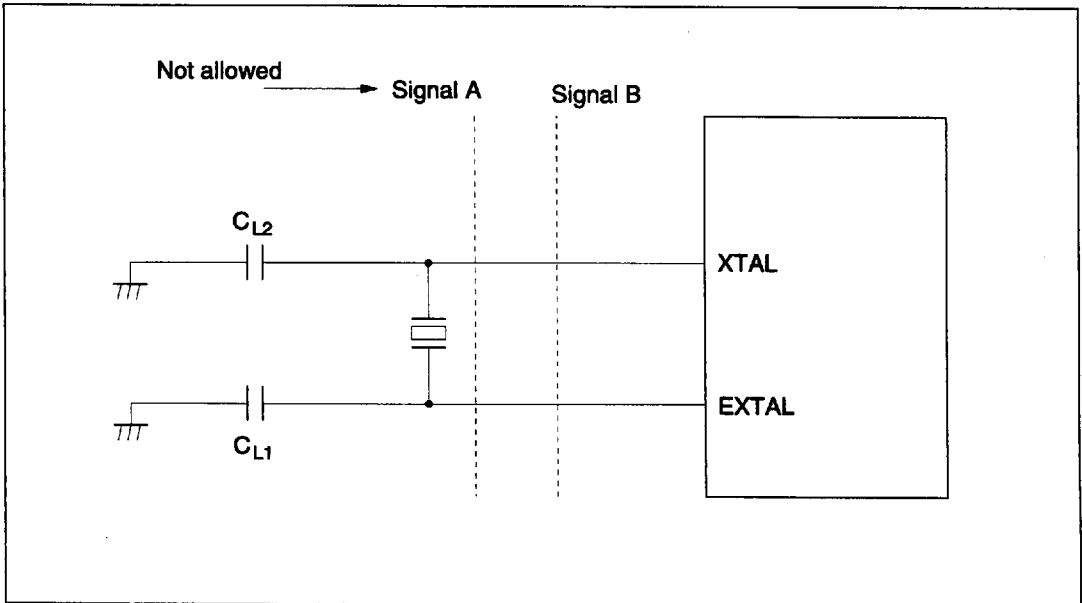 Not allowed
Signal A
Signal B
CL2
XTAL
EXTAL
CL1